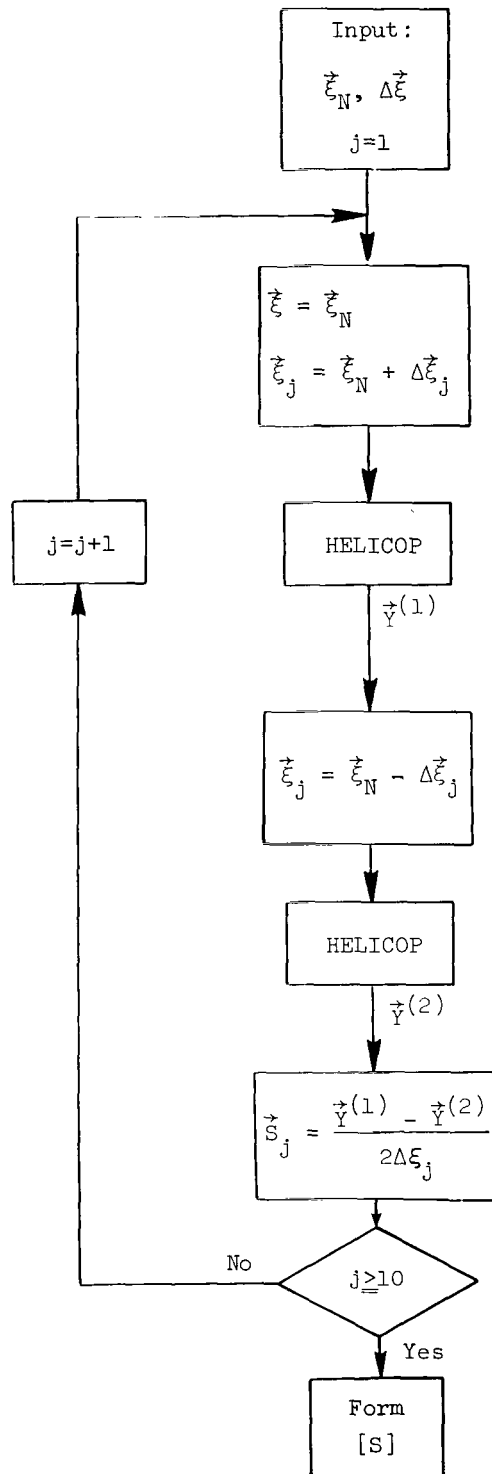 Input:
ξ⃗_N, Δξ⃗
j=1
ξ⃗ = ξ⃗_N
ξ⃗_j = ξ⃗_N + Δξ⃗_j
j=j+1
HELICOP
Y⃗^(1)
ξ⃗_j = ξ⃗_N - Δξ⃗_j
HELICOP
Y⃗^(2)
S⃗_j = (Y⃗^(1) - Y⃗^(2)) / 2Δξ_j
No
j≥10
Yes
Form
[S]